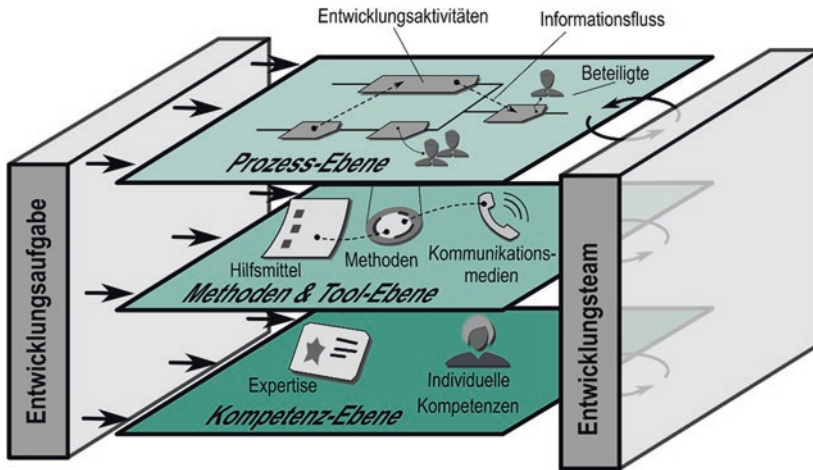 Entwicklungsaktivitäten
Informationsfluss
Beteiligte
Prozess-Ebene
Hilfsmittel
Methoden
Kommunikations-
medien
Methoden & Tool-Ebene
Expertise
Individuelle
Kompetenzen
Kompetenz-Ebene
Entwicklungsaufgabe
Entwicklungsteam